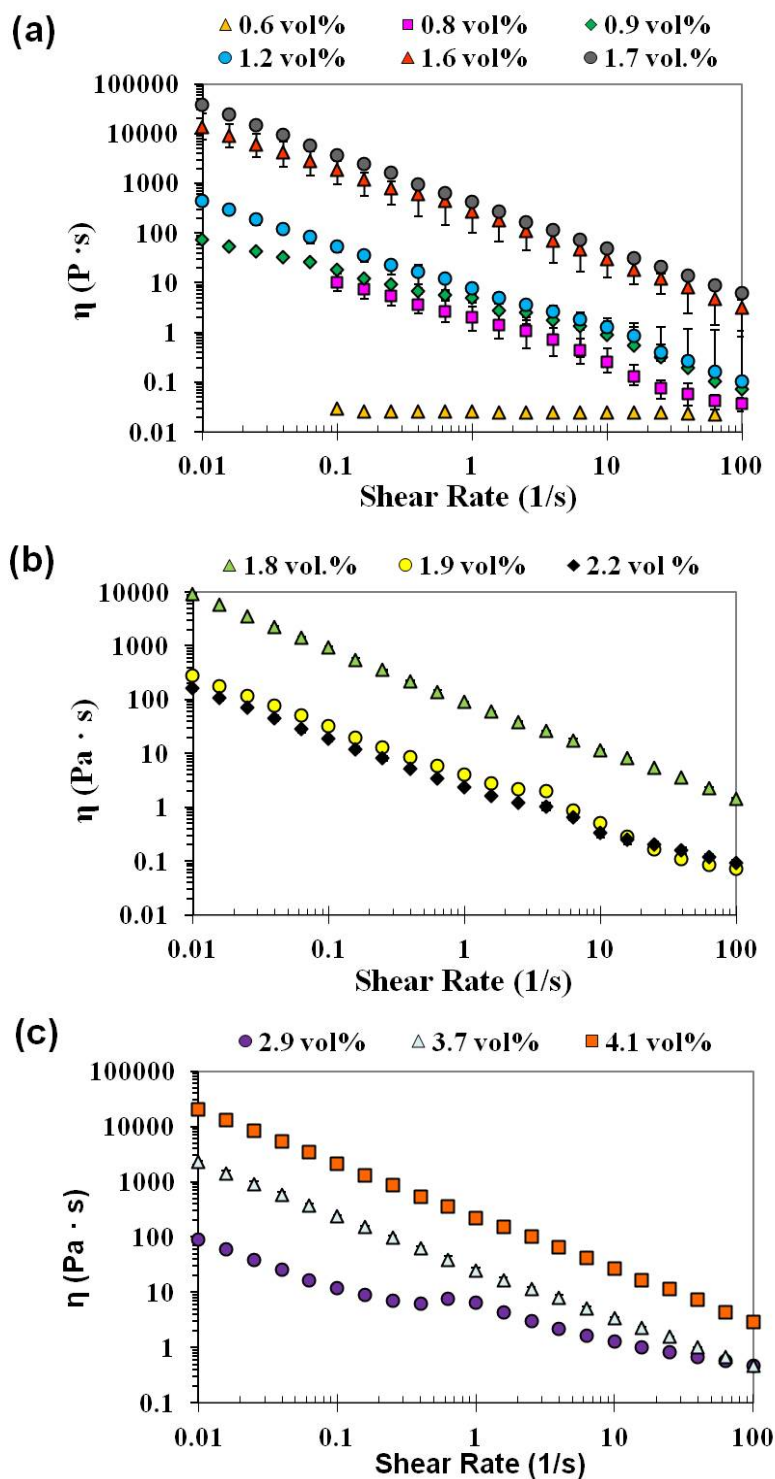 (a)
0.6 vol% 0.8 vol% 0.9 vol%
1.2 vol% 1.6 vol% 1.7 vol.%
100000
10000
1000
100
10
1
0.1
0.01
η (P ·s)
0.01 0.1 1 10 100
Shear Rate (1/s)
(b)
1.8 vol.% 1.9 vol% 2.2 vol %
10000
1000
100
10
1
0.1
0.01
η (Pa · s)
0.01 0.1 1 10 100
Shear Rate (1/s)
(c)
2.9 vol% 3.7 vol% 4.1 vol%
100000
10000
1000
100
10
1
0.1
η (Pa · s)
0.01 0.1 1 10 100
Shear Rate (1/s)